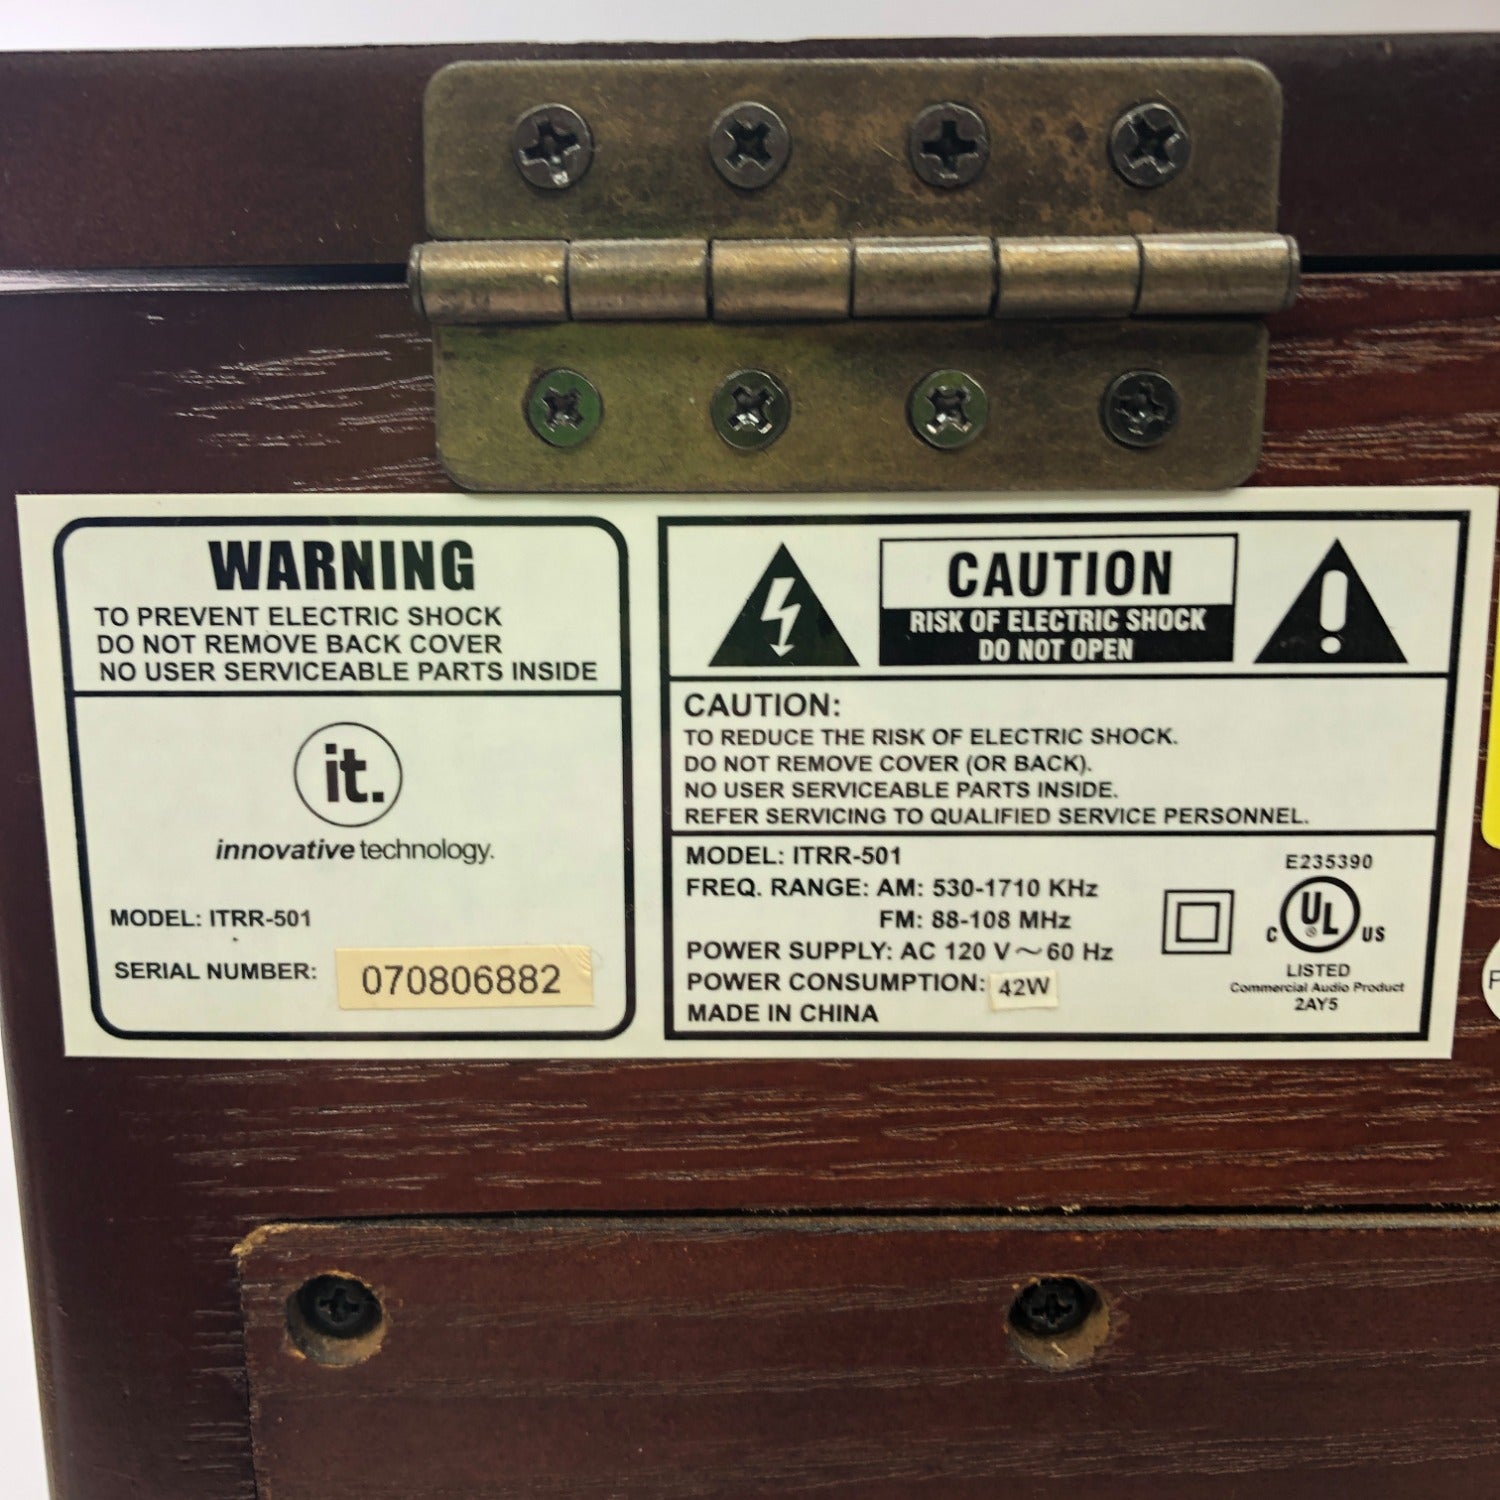 WARNING
TO PREVENT ELECTRIC SHOCK
DO NOT REMOVE BACK COVER
NO USER SERVICEABLE PARTS INSIDE
it.
innovative technology.
MODEL: ITRR-501
SERIAL NUMBER: 070806882
CAUTION
RISK OF ELECTRIC SHOCK
DO NOT OPEN
CAUTION:
TO REDUCE THE RISK OF ELECTRIC SHOCK.
DO NOT REMOVE COVER (OR BACK).
NO USER SERVICEABLE PARTS INSIDE.
REFER SERVICING TO QUALIFIED SERVICE PERSONNEL.
MODEL: ITRR-501
FREQ. RANGE: AM: 530-1710 KHz
FM: 88-108 MHz
POWER SUPPLY: AC 120 V ~ 60 Hz
POWER CONSUMPTION: 42W
MADE IN CHINA
E235390
C UL ® US
LISTED
Commercial Audio Product
2AY5